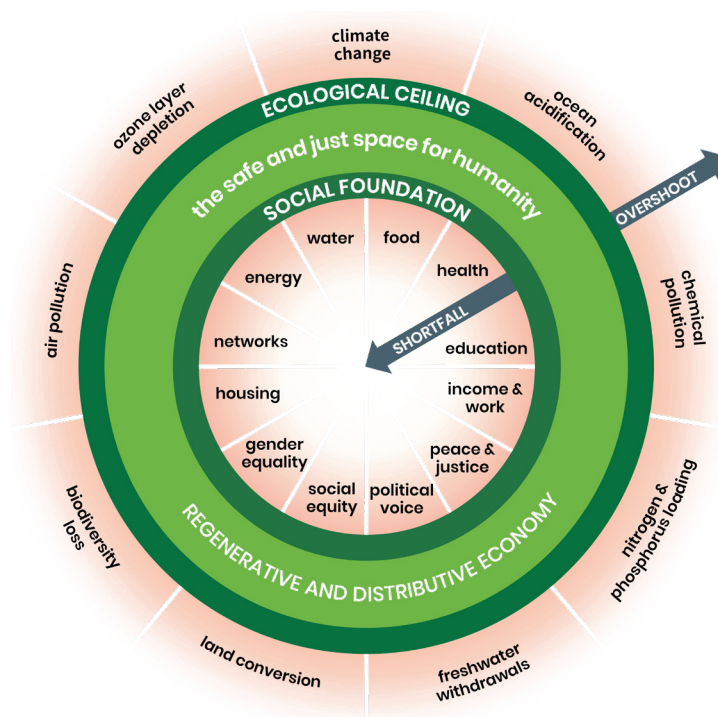 climate
change
ocean
acidification
chemical
pollution
nitrogen &
phosphorus loading
freshwater
withdrawals
land conversion
biodiversity
loss
air pollution
ozone layer
depletion
ECOLOGICAL CEILING
the safe and just space for humanity
SOCIAL FOUNDATION
OVERSHOOT
SHORTFALL
water
food
health
education
income &
work
peace &
justice
political
voice
social
equity
gender
equality
housing
networks
energy
REGENERATIVE AND DISTRIBUTIVE ECONOMY